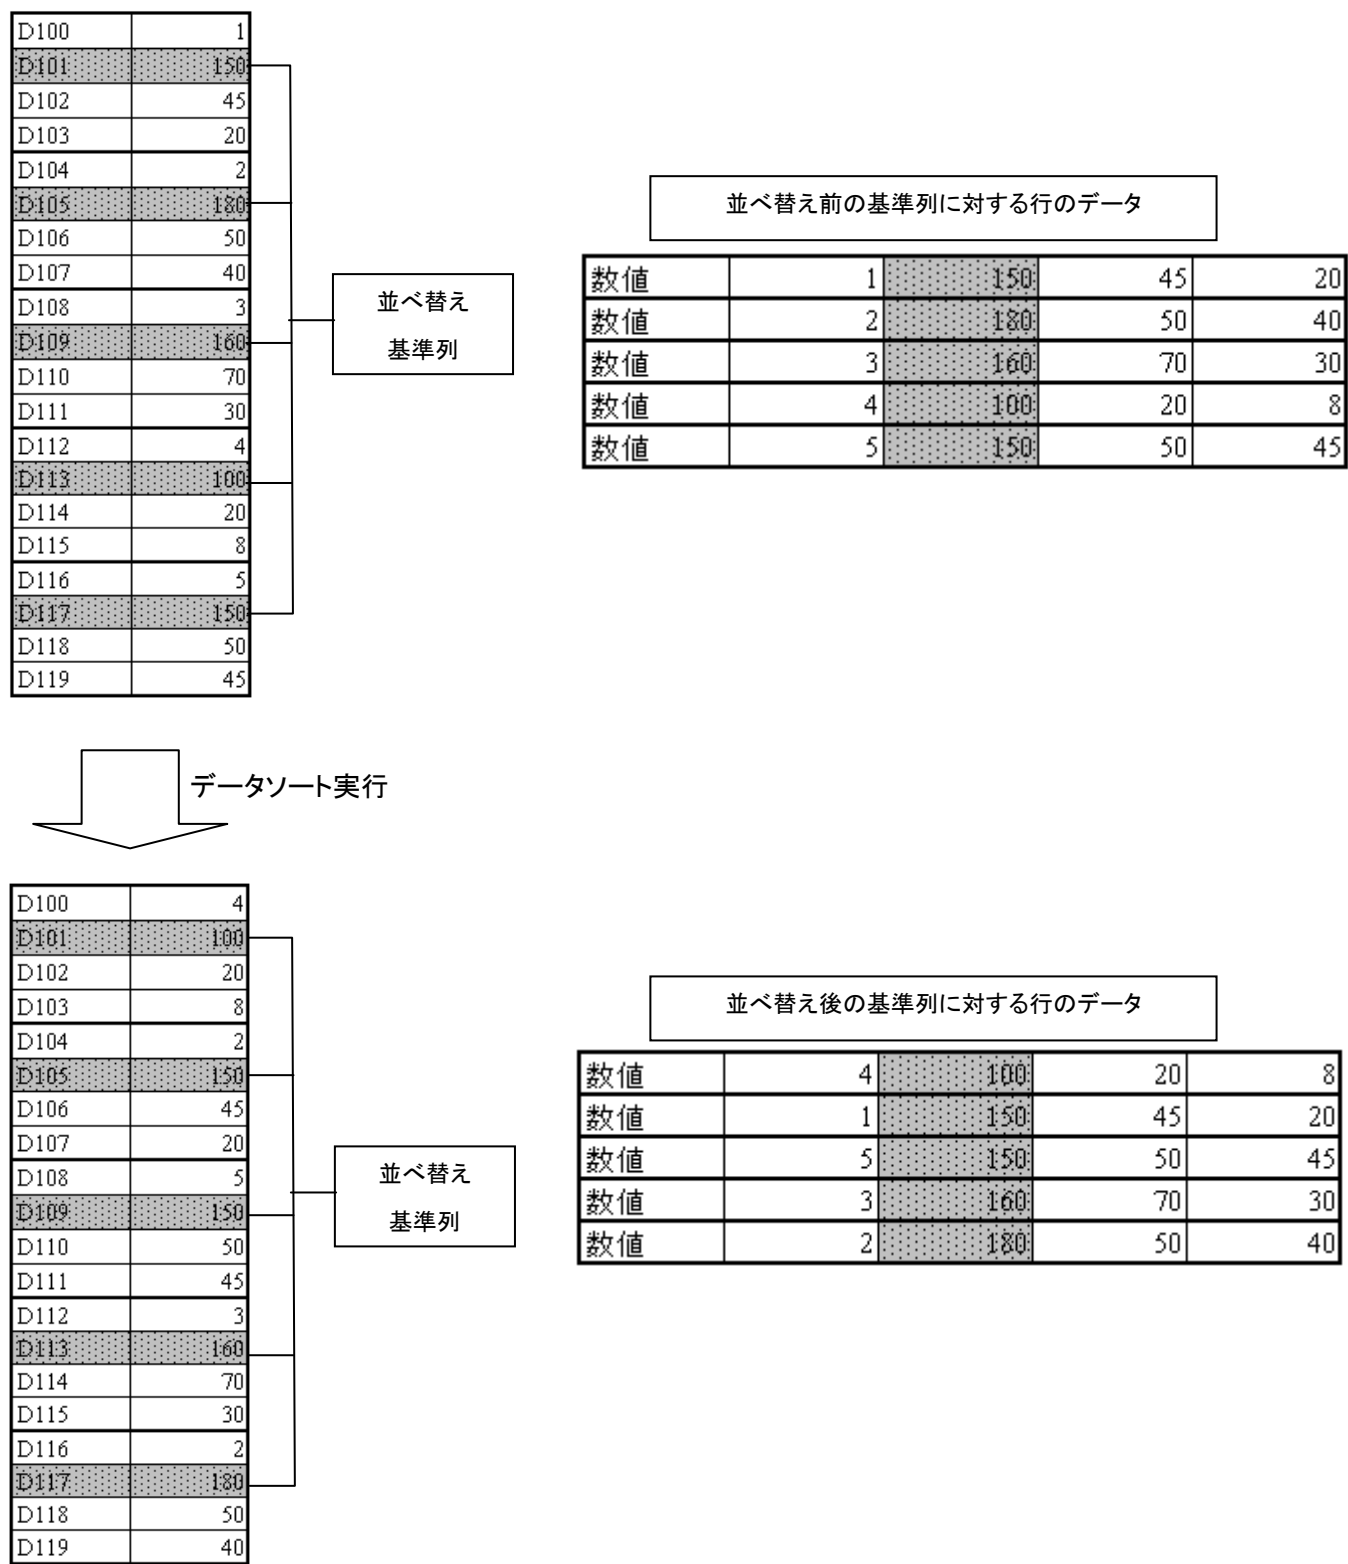 D100 1
D101 150
D102 45
D103 20
D104 2
D105 180
D106 50
D107 40
D108 3
D109 160
D110 70
D111 30
D112 4
D113 100
D114 20
D115 8
D116 5
D117 150
D118 50
D119 45
並べ替え
基準列
並べ替え前の基準列に対する行のデータ
数値 1 150 45 20
数値 2 180 50 40
数値 3 160 70 30
数値 4 100 20 8
数値 5 150 50 45
データソート実行
D100 4
D101 100
D102 20
D103 8
D104 2
D105 150
D106 45
D107 20
D108 5
D109 150
D110 50
D111 45
D112 3
D113 160
D114 70
D115 30
D116 2
D117 180
D118 50
D119 40
並べ替え
基準列
並べ替え後の基準列に対する行のデータ
数値 4 100 20 8
数値 1 150 45 20
数値 5 150 50 45
数値 3 160 70 30
数値 2 180 50 40